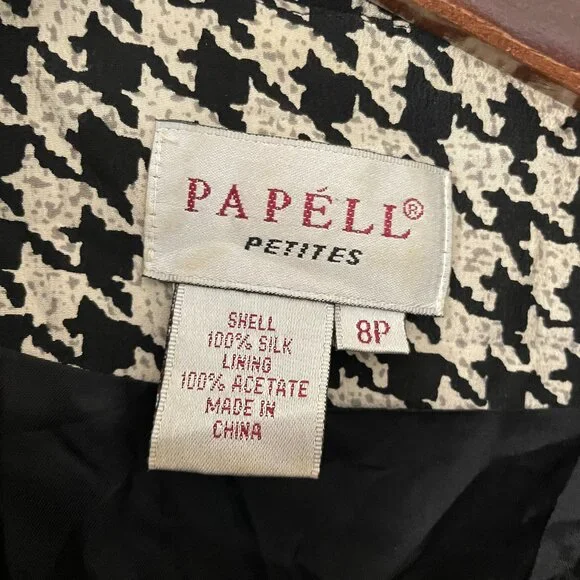 PAPÉLL®
PETITES
8P
SHELL
100% SILK
LINING
100% ACETATE
MADE IN
CHINA